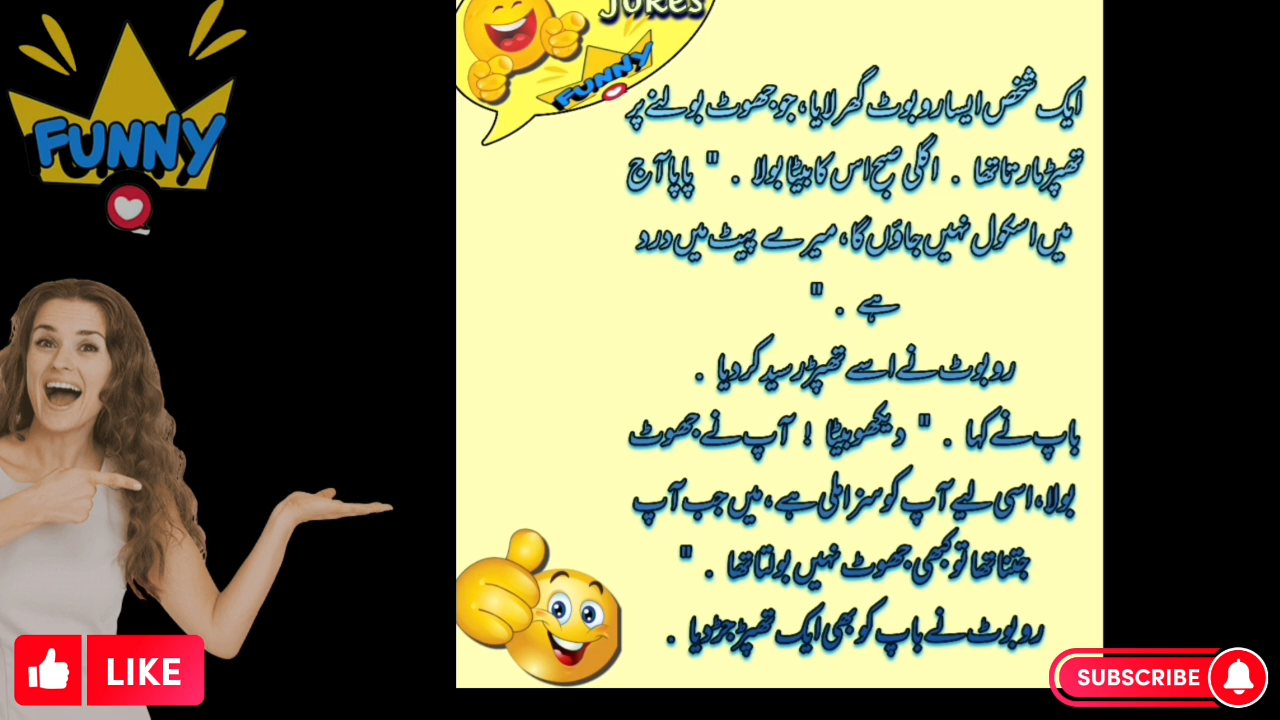 FUNNY
JOKES
FUNNY
ایک شخص ایسا روبوٹ گھر لایا، جو جھوٹ بولنے پر
تھپڑ مارتا تھا . اگلی صبح اس کا بیٹا بولا . " پاپا آج
میں اسکول نہیں جاؤں گا، میرے پیٹ میں درد
ہے . "
روبوٹ نے اسے تھپڑ رسید کر دیا .
باپ نے کہا . " دیکھو بیٹا ! آپ نے جھوٹ
بولا، اسی لیے آپ کو سزا ملی ہے، میں جب آپ
جتنا تھا تو کبھی جھوٹ نہیں بولتا تھا . "
روبوٹ نے باپ کو بھی ایک تھپڑ جڑ دیا .
LIKE
SUBSCRIBE